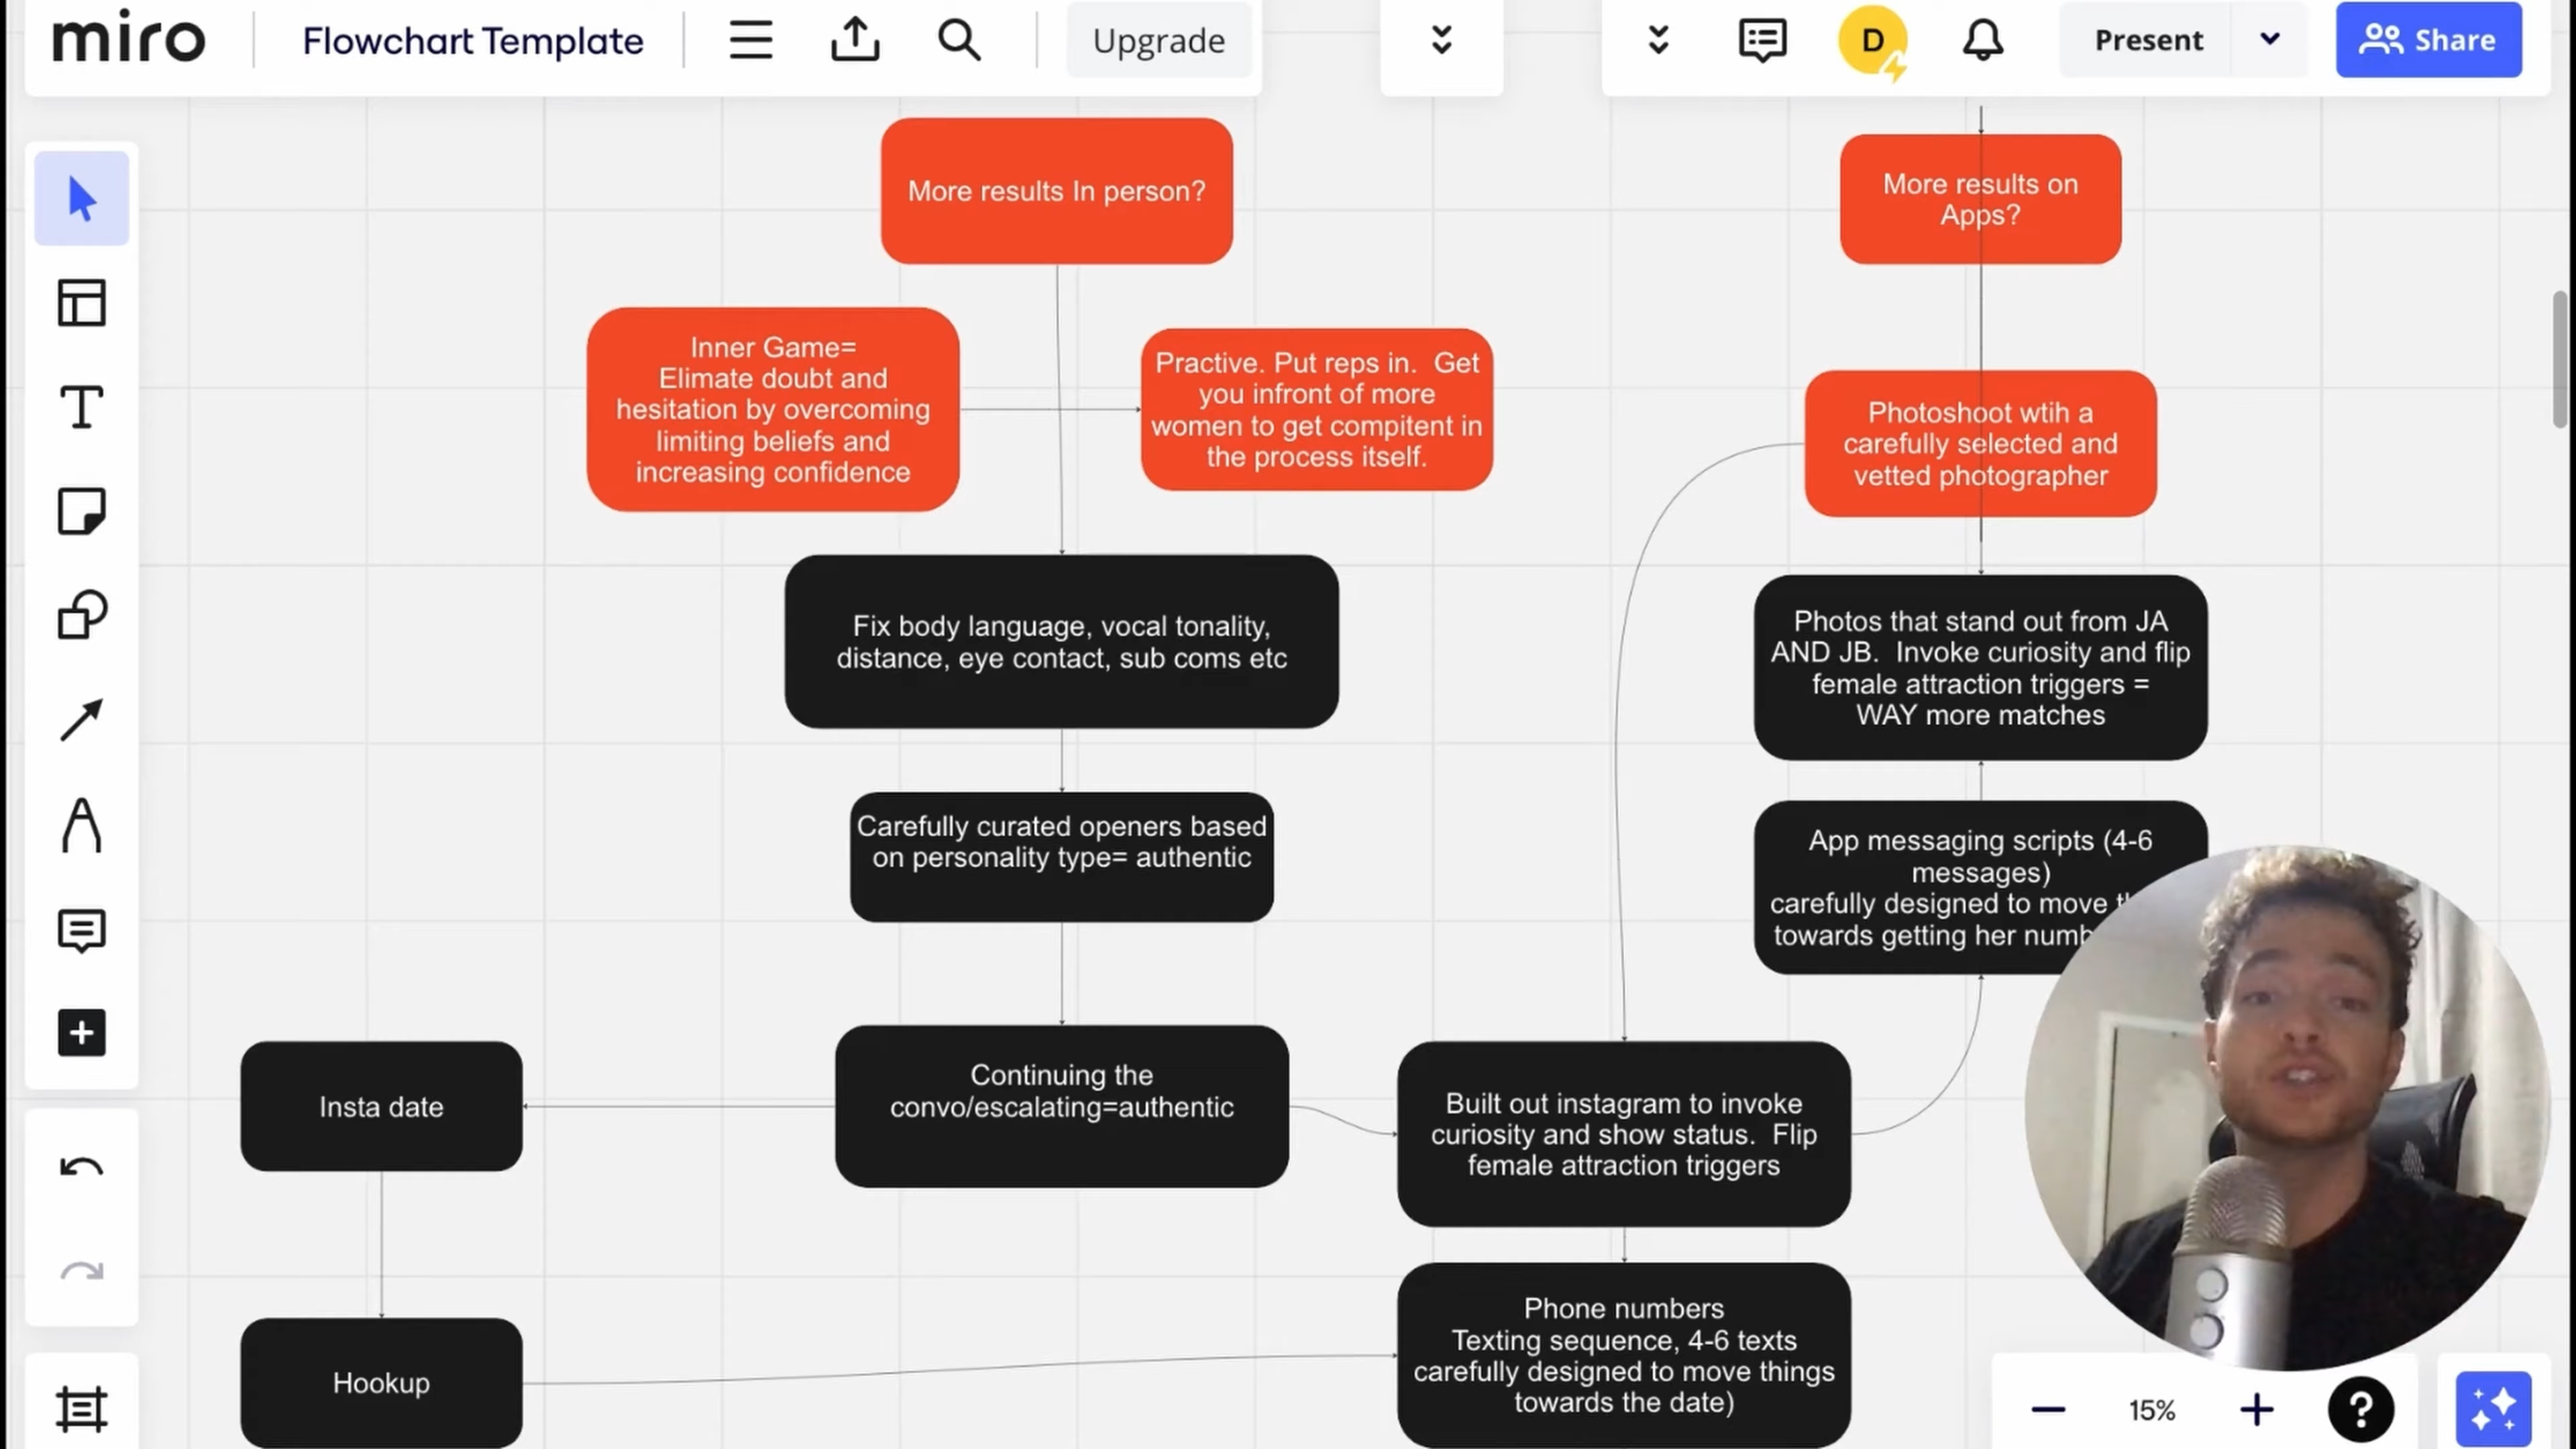 miro
Flowchart Template
Upgrade
D
Present
Share
More results In person?
More results on
Apps?
Inner Game=
Elimate doubt and
hesitation by overcoming
limiting beliefs and
increasing confidence
Practive. Put reps in.  Get
you infront of more
women to get compitent in
the process itself.
Photoshoot wtih a
carefully selected and
vetted photographer
Fix body language, vocal tonality,
distance, eye contact, sub coms etc
Photos that stand out from JA
AND JB.  Invoke curiosity and flip
female attraction triggers =
WAY more matches
Carefully curated openers based
on personality type= authentic
App messaging scripts (4-6
messages)
carefully designed to move
towards getting her
Insta date
Continuing the
convo/escalating=authentic
Built out instagram to invoke
curiosity and show status.  Flip
female attraction triggers
Hookup
Phone numbers
Texting sequence, 4-6 texts
carefully designed to move things
towards the date)
15%
?